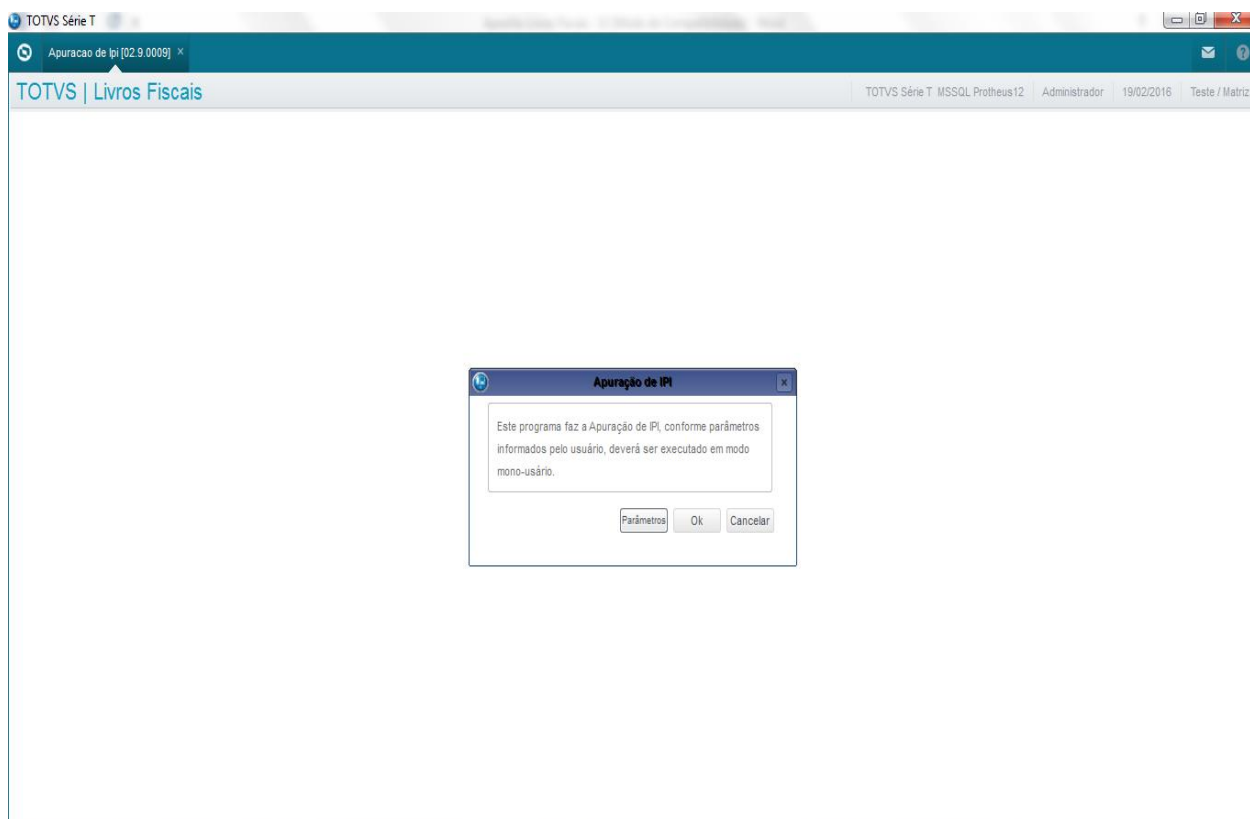 TOTVS Série T
Apuracao de Ipi [02.9.0009] ×
TOTVS | Livros Fiscais
TOTVS Série T MSSQL Protheus12 Administrador 19/02/2016 Teste / Matriz
Apuração de IPI
Este programa faz a Apuração de IPI, conforme parâmetros
informados pelo usuário, deverá ser executado em modo
mono-usário.
Parâmetros Ok Cancelar